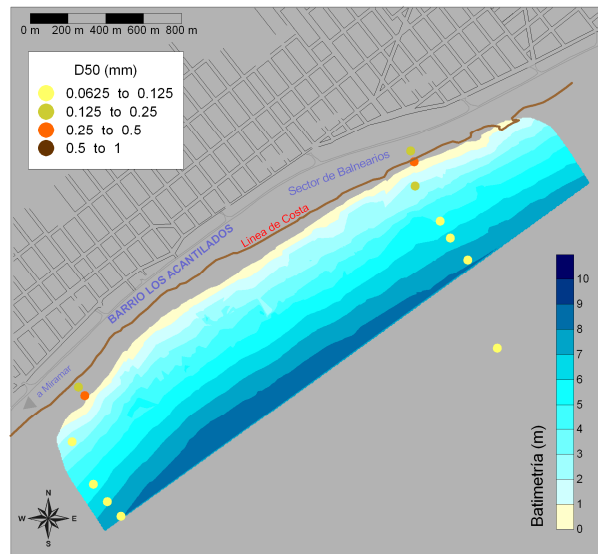 0 m 200 m 400 m 600 m 800 m
D50 (mm)
0.0625 to 0.125
0.125 to 0.25
0.25 to 0.5
0.5 to 1
Sector de Balnearios
Linea de Costa
BARRIO LOS ACANTILADOS
a Miramar
N
W E
S
Batimetría (m)
10
9
8
7
6
5
4
3
2
1
0